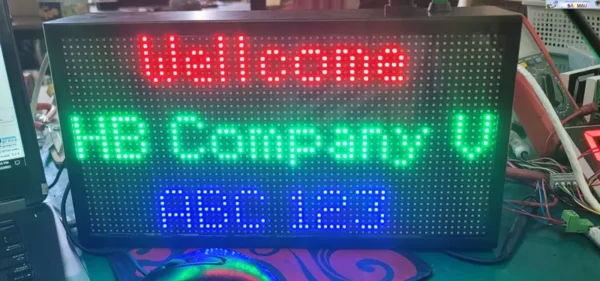 Wellcome
HB Company V
ABC 123